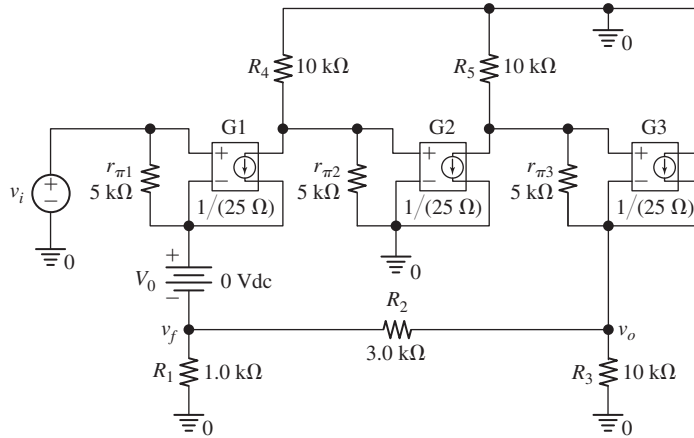 0
R4 10 kΩ
R5 10 kΩ
G1
G2
G3
+
−
+
−
+
−
vi
+
−
rπ1
5 kΩ
rπ2
5 kΩ
rπ3
5 kΩ
1/(25 Ω)
1/(25 Ω)
1/(25 Ω)
0
0
+
V0 0 Vdc
−
R2
vf
vo
3.0 kΩ
R1 1.0 kΩ
R3 10 kΩ
0
0